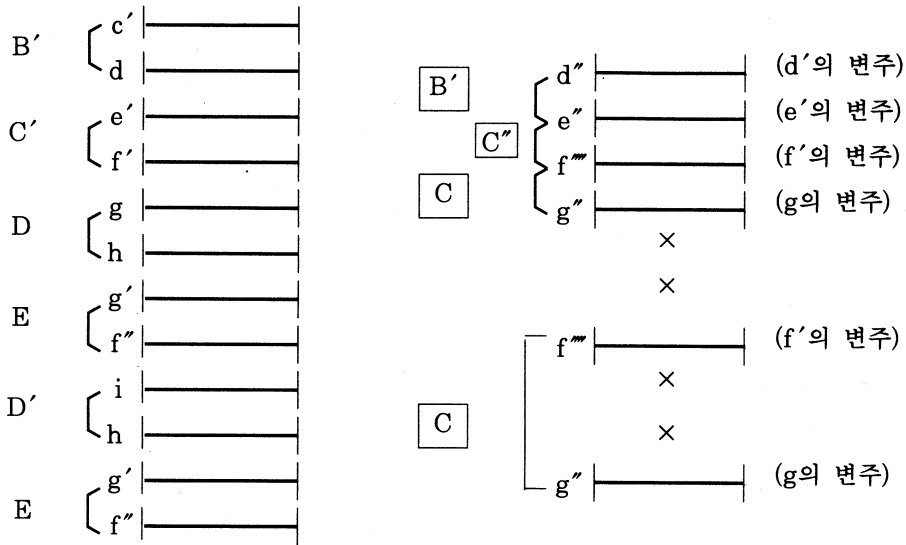 B′ c′
d
C′ e′
f′
D g
h
E g′
f″
D′ i
h
E g′
f″
B′ d″ (d′의 변주)
C″ e″ (e′의 변주)
f⁗ (f′의 변주)
C g″ (g의 변주)
×
×
f⁗ (f′의 변주)
×
C ×
g″ (g의 변주)